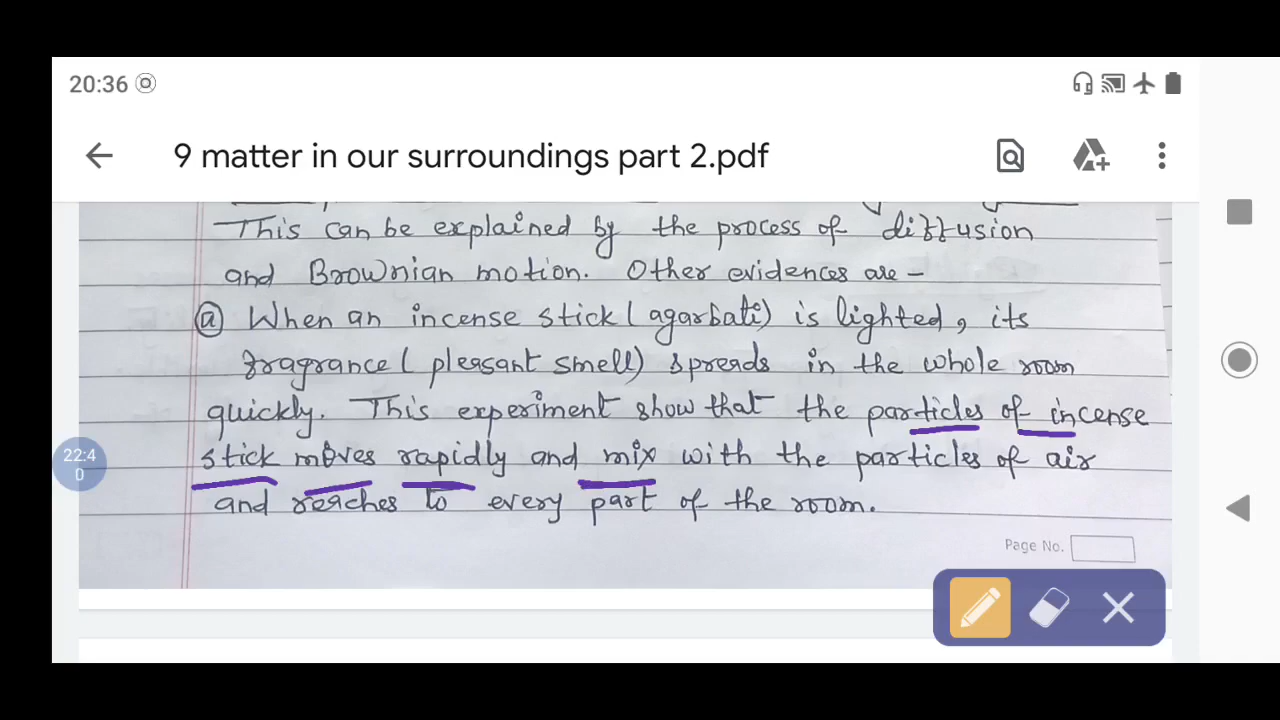 20:36
9 matter in our surroundings part 2.pdf
This can be explained by the process of diffusion
and Brownian motion. Other evidences are –
(a) When an incense stick (agarbati) is lighted, its
fragrance (pleasant smell) spreads in the whole room
quickly. This experiment show that the particles of incense
stick moves rapidly and mix with the particles of air
and reaches to every part of the room.
22:4
0
Page No.